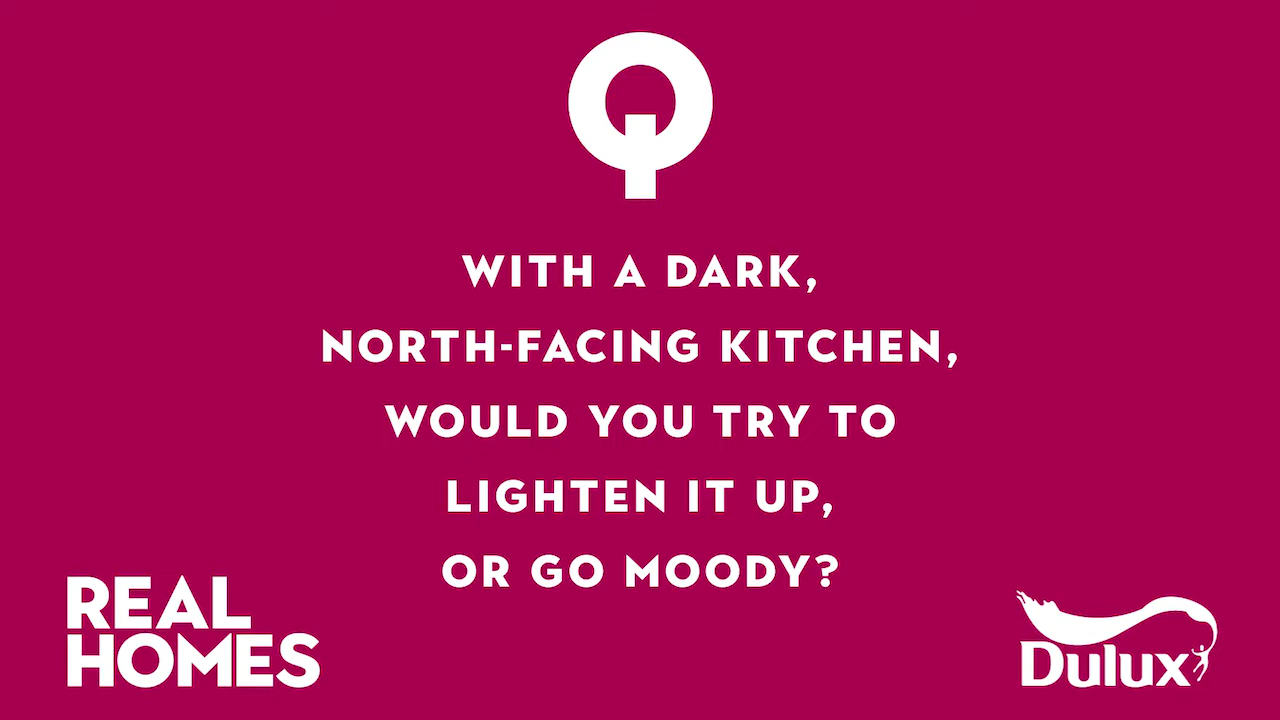 Q
WITH A DARK,
NORTH-FACING KITCHEN,
WOULD YOU TRY TO
LIGHTEN IT UP,
OR GO MOODY?
REAL
HOMES
Dulux